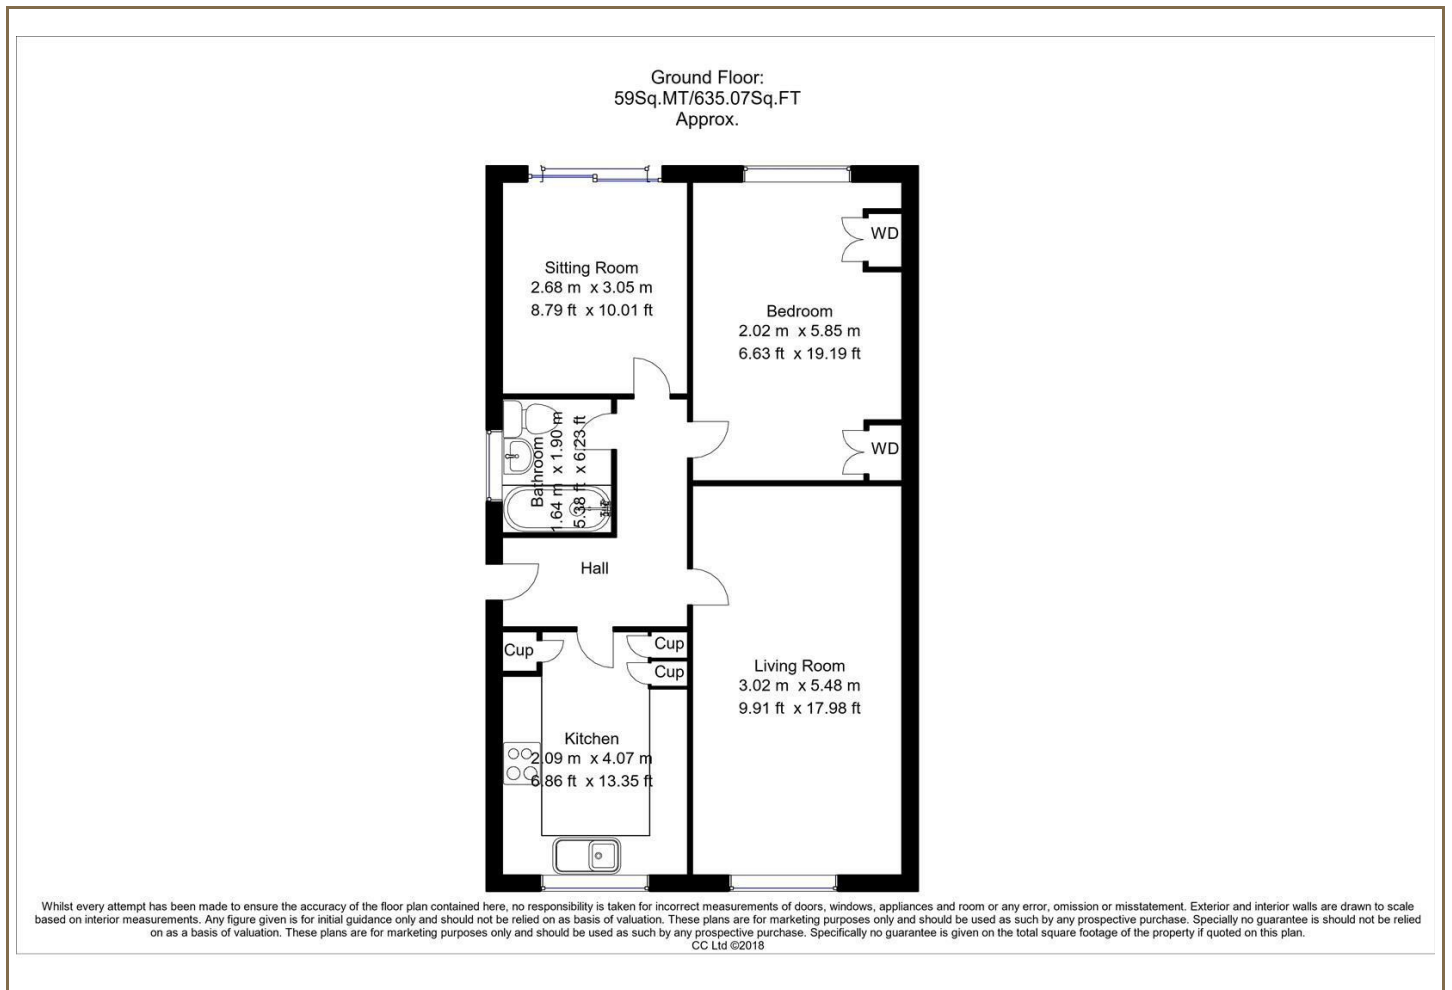 Ground Floor:
59Sq.MT/635.07Sq.FT
Approx.
WD
Sitting Room
2.68 m x 3.05 m
8.79 ft x 10.01 ft
Bedroom
2.02 m x 5.85 m
6.63 ft x 19.19 ft
Bathroom
1.64 m x 1.90 m
5.38 ft x 6.23 ft
WD
Hall
Cup
Cup
Cup
Living Room
3.02 m x 5.48 m
9.91 ft x 17.98 ft
Kitchen
2.09 m x 4.07 m
6.86 ft x 13.35 ft
Whilst every attempt has been made to ensure the accuracy of the floor plan contained here, no responsibility is taken for incorrect measurements of doors, windows, appliances and room or any error, omission or misstatement. Exterior and interior walls are drawn to scale
based on interior measurements. Any figure given is for initial guidance only and should not be relied on as basis of valuation. These plans are for marketing purposes only and should be used as such by any prospective purchase. Specially no guarantee is should not be relied
on as a basis of valuation. These plans are for marketing purposes only and should be used as such by any prospective purchase. Specifically no guarantee is given on the total square footage of the property if quoted on this plan.
CC Ltd ©2018